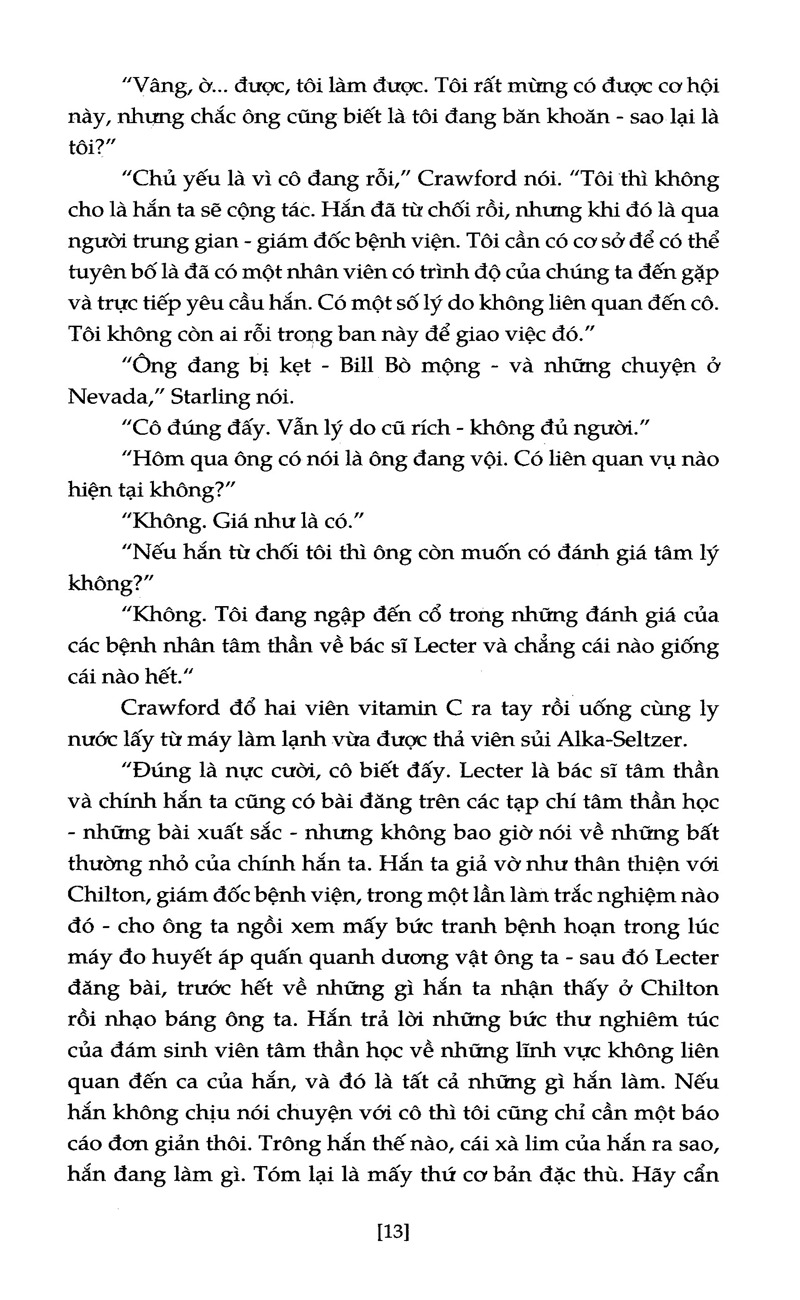 "Vâng, ờ... được, tôi làm được. Tôi rất mừng có được cơ hội
này, nhưng chắc ông cũng biết là tôi đang băn khoăn - sao lại là
tôi?"
"Chủ yếu là vì cô đang rỗi," Crawford nói. "Tôi thì không
cho là hắn ta sẽ cộng tác. Hắn đã từ chối rồi, nhưng khi đó là qua
người trung gian - giám đốc bệnh viện. Tôi cần có cơ sở để có thể
tuyên bố là đã có một nhân viên có trình độ của chúng ta đến gặp
và trực tiếp yêu cầu hắn. Có một số lý do không liên quan đến cô.
Tôi không còn ai rỗi trong ban này để giao việc đó."
"Ông đang bị kẹt - Bill Bò mộng - và những chuyện ở
Nevada," Starling nói.
"Cô đúng đấy. Vẫn lý do cũ rích - không đủ người."
"Hôm qua ông có nói là ông đang vội. Có liên quan vụ nào
hiện tại không?"
"Không. Giá như là có."
"Nếu hắn từ chối tôi thì ông còn muốn có đánh giá tâm lý
không?"
"Không. Tôi đang ngập đến cổ trong những đánh giá của
các bệnh nhân tâm thần về bác sĩ Lecter và chẳng cái nào giống
cái nào hết."
Crawford đổ hai viên vitamin C ra tay rồi uống cùng ly
nước lấy từ máy làm lạnh vừa được thả viên sủi Alka-Seltzer.
"Đúng là nực cười, cô biết đấy. Lecter là bác sĩ tâm thần
và chính hắn ta cũng có bài đăng trên các tạp chí tâm thần học
- những bài xuất sắc - nhưng không bao giờ nói về những bất
thường nhỏ của chính hắn ta. Hắn ta giả vờ như thân thiện với
Chilton, giám đốc bệnh viện, trong một lần làm trắc nghiệm nào
đó - cho ông ta ngồi xem mấy bức tranh bệnh hoạn trong lúc
máy đo huyết áp quấn quanh dương vật ông ta - sau đó Lecter
đăng bài, trước hết về những gì hắn ta nhận thấy ở Chilton
rồi nhạo báng ông ta. Hắn trả lời những bức thư nghiêm túc
của đám sinh viên tâm thần học về những lĩnh vực không liên
quan đến ca của hắn, và đó là tất cả những gì hắn làm. Nếu
hắn không chịu nói chuyện với cô thì tôi cũng chỉ cần một báo
cáo đơn giản thôi. Trông hắn thế nào, cái xà lim của hắn ra sao,
hắn đang làm gì. Tóm lại là mấy thứ cơ bản đặc thù. Hãy cẩn
[13]